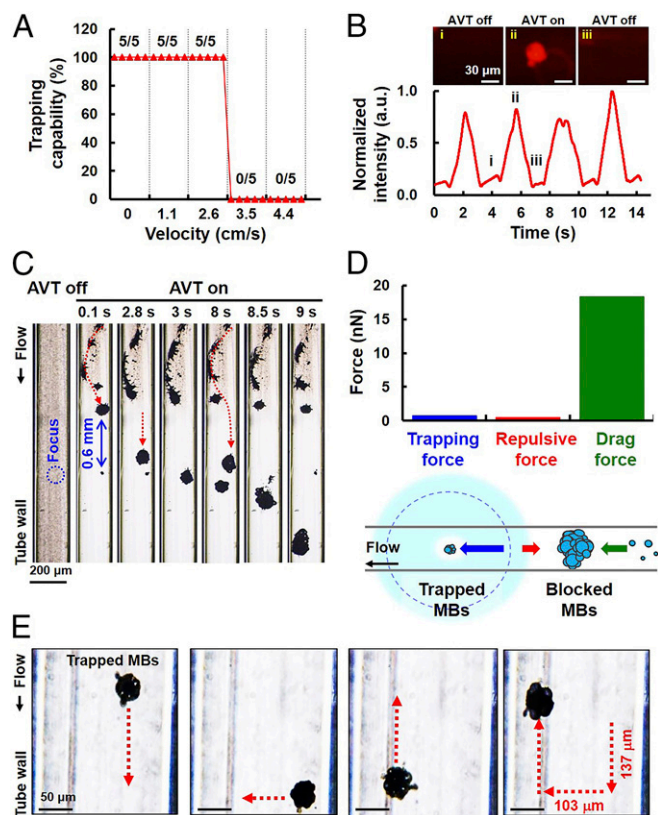 A
Trapping
capability (%)
120
100
80
60
40
20
0
5/5 5/5 5/5
0/5 0/5
0 1.1 2.6 3.5 4.4
Velocity (cm/s)
B
AVT off AVT on AVT off
i ii iii
30 µm
Normalized
intensity (a.u.)
1.0
0.5
0.0
i ii iii
0 2 4 6 8 10 12 14
Time (s)
C
AVT off AVT on
0.1 s 2.8 s 3 s 8 s 8.5 s 9 s
Flow
Focus
0.6 mm
Tube wall
200 µm
D
Force (nN)
20
15
10
5
0
Trapping
force
Repulsive
force
Drag
force
Flow
Trapped
MBs
Blocked
MBs
E
Flow
Tube wall
Trapped MBs
50 µm
137 µm
103 µm